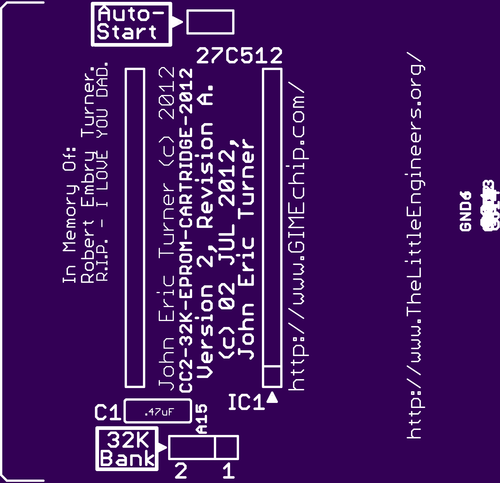 Auto-
Start
27C512
In Memory Of:
Robert Embry Turner.
R.I.P. - I LOVE YOU DAD.
John Eric Turner (c) 2012
CC2-32K-EPROM-CARTRIDGE-2012
Version 2, Revision A.
(c) 02 JUL 2012,
John Eric Turner
http://www.GIMEchip.com/
http://www.TheLittleEngineers.org/
GND6
C1
.47uF
A15
IC1
32K
Bank
2
1